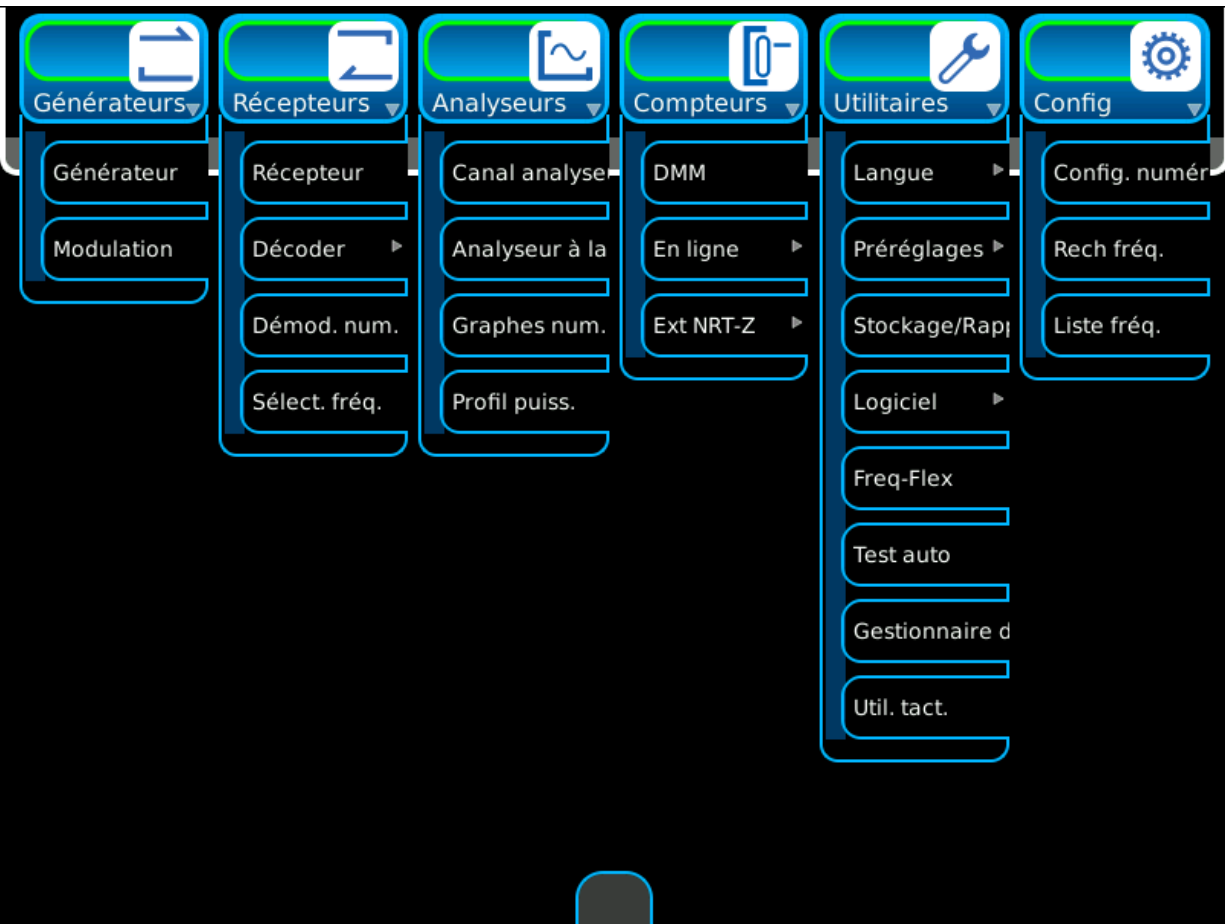 Générateurs
Récepteurs
Analyseurs
Compteurs
Utilitaires
Config
Générateur
Modulation
Récepteur
Décoder
Démod. num.
Sélect. fréq.
Canal analyse
Analyseur à la
Graphes num.
Profil puiss.
DMM
En ligne
Ext NRT-Z
Langue
Préréglages
Stockage/Rapp
Logiciel
Freq-Flex
Test auto
Gestionnaire d
Util. tact.
Config. numér
Rech fréq.
Liste fréq.